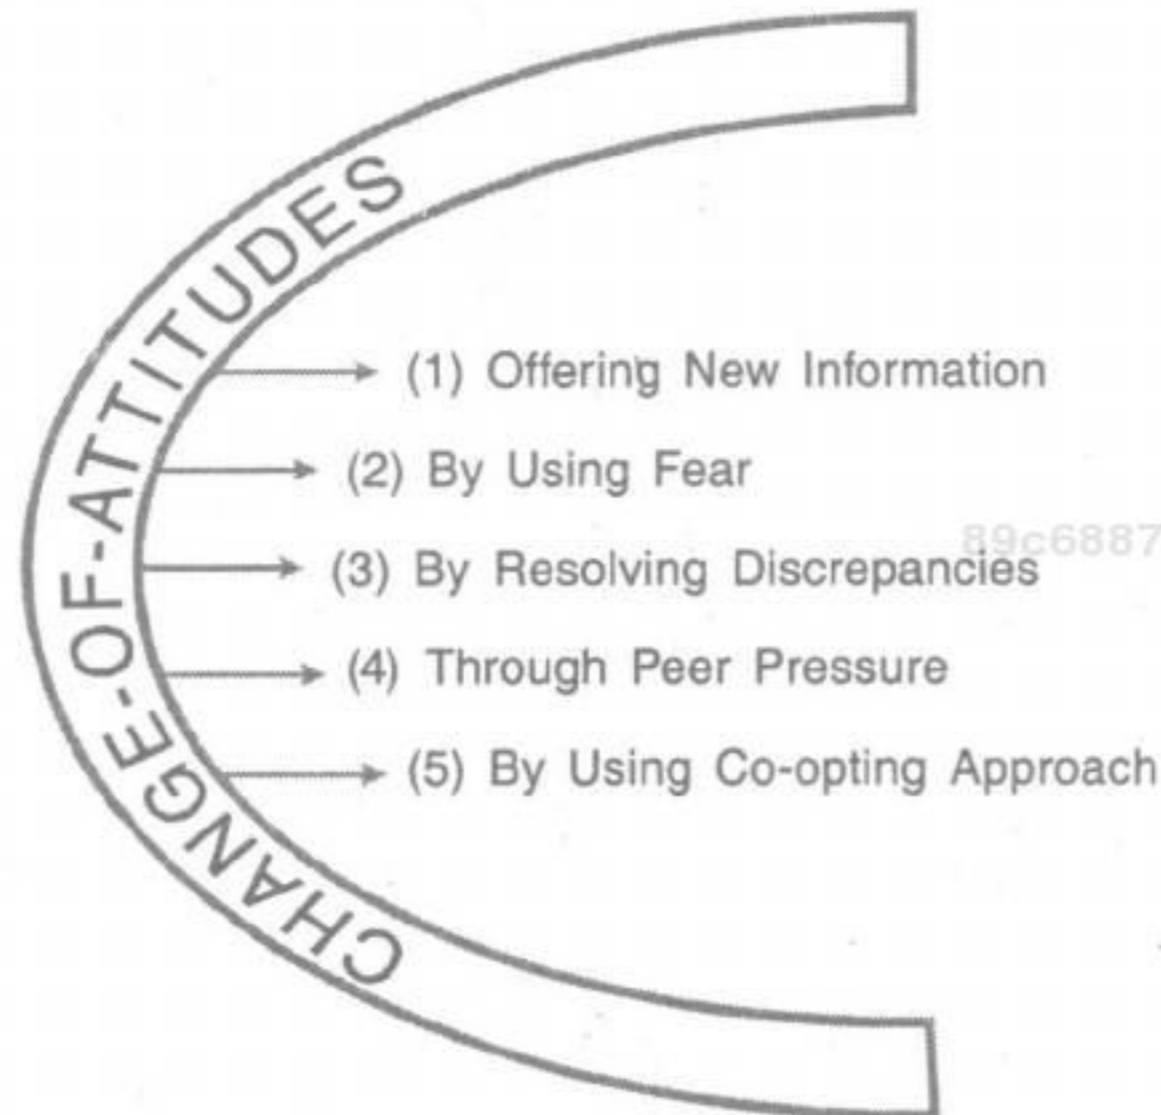 CHANGE-OF-ATTITUDES
(1) Offering New Information
(2) By Using Fear
89c6887
(3) By Resolving Discrepancies
(4) Through Peer Pressure
(5) By Using Co-opting Approach